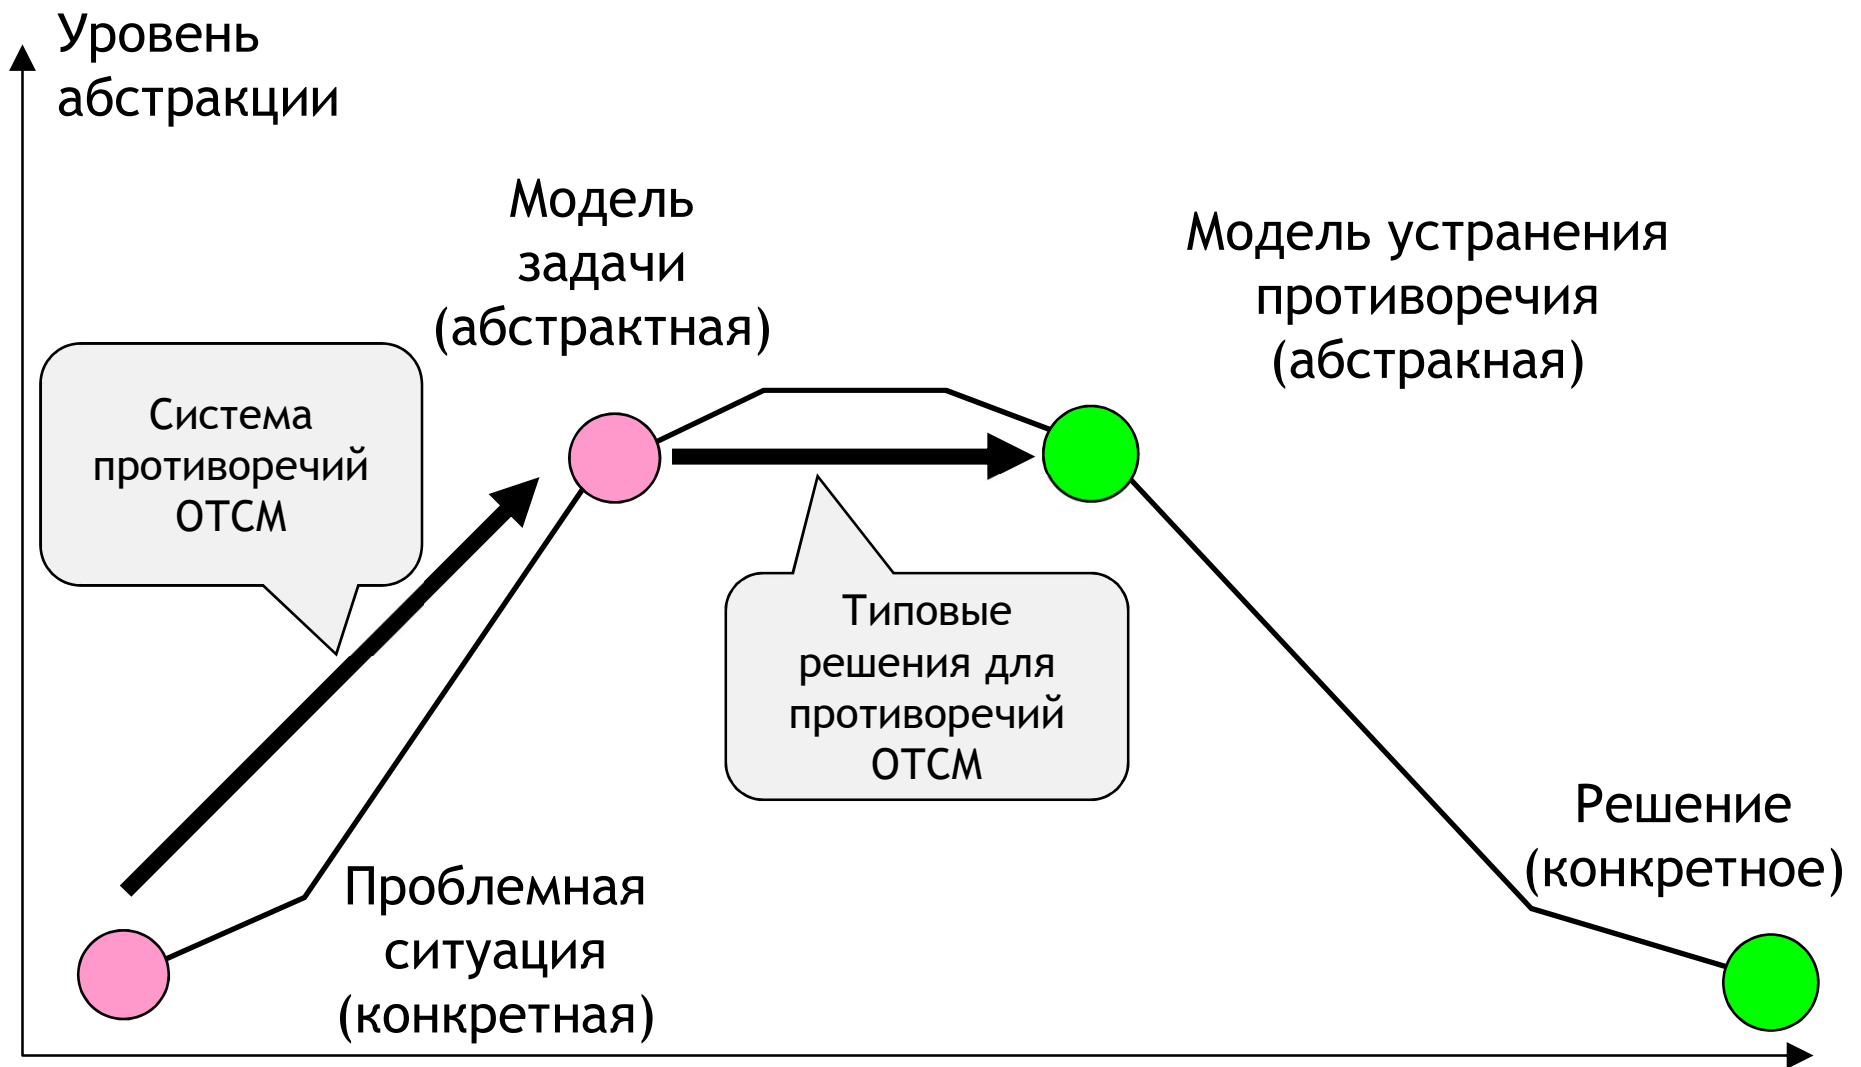 Уровень
абстракции
Модель
задачи
(абстрактная)
Модель устранения
противоречия
(абстракная)
Система
противоречий
ОТСМ
Типовые
решения для
противоречий
ОТСМ
Проблемная
ситуация
(конкретная)
Решение
(конкретное)